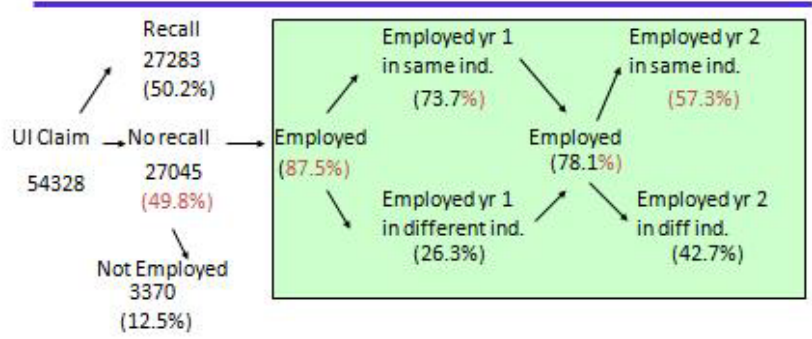 Recall
27283
(50.2%)
UI Claim
54328
No recall
27045
(49.8%)
Not Employed
3370
(12.5%)
Employed
(87.5%)
Employed yr 1
in same ind.
(73.7%)
Employed yr 1
in different ind.
(26.3%)
Employed
(78.1%)
Employed yr 2
in same ind.
(57.3%)
Employed yr 2
in diff ind.
(42.7%)